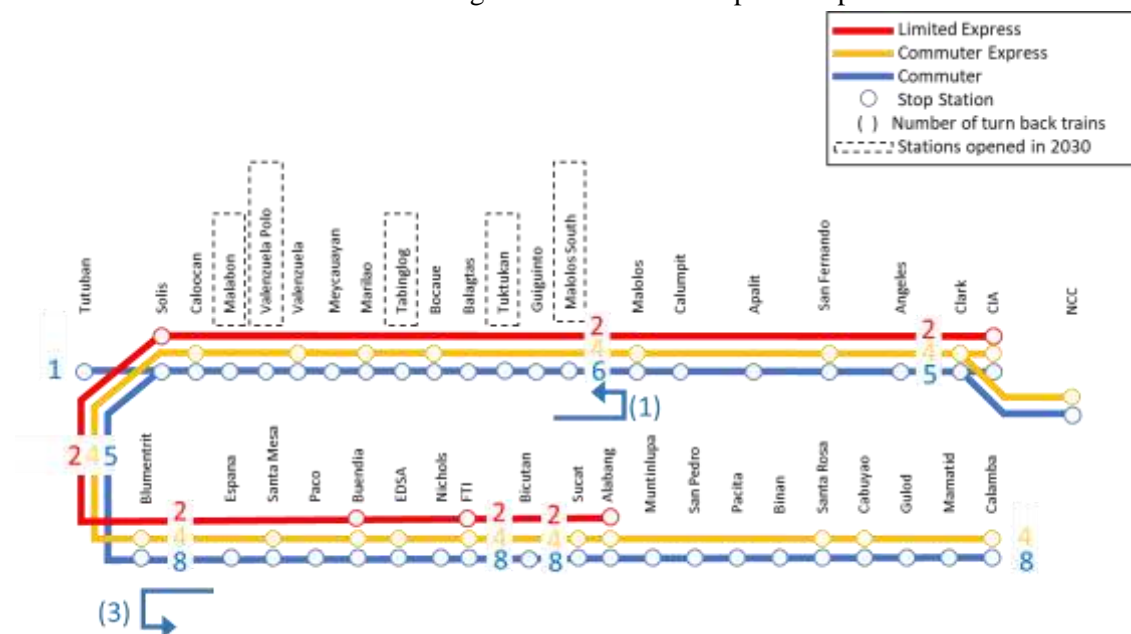 Limited Express
Commuter Express
Commuter
Stop Station
( ) Number of turn back trains
Stations opened in 2030
Tutuban
Solis
Caloocan
Malabon
Valenzuela Polo
Valenzuela
Meycauayan
Marilao
Tabinglog
Bocaue
Balagtas
Tuktukan
Guiguinto
Malolos South
Malolos
Calumpit
Apalit
San Fernando
Angeles
Clark
CIA
NCC
2 2
4 4
1 6 5
(1)
2 4 5
Blumentrit
Espana
Santa Mesa
Paco
Buendia
EDSA
Nichols
FTI
Bicutan
Sucat
Alabang
Muntinlupa
San Pedro
Pacita
Binan
Santa Rosa
Cabuyao
Gulod
Mamatid
Calamba
2 2 2
4 4 4 4
8 8 8 8
(3)